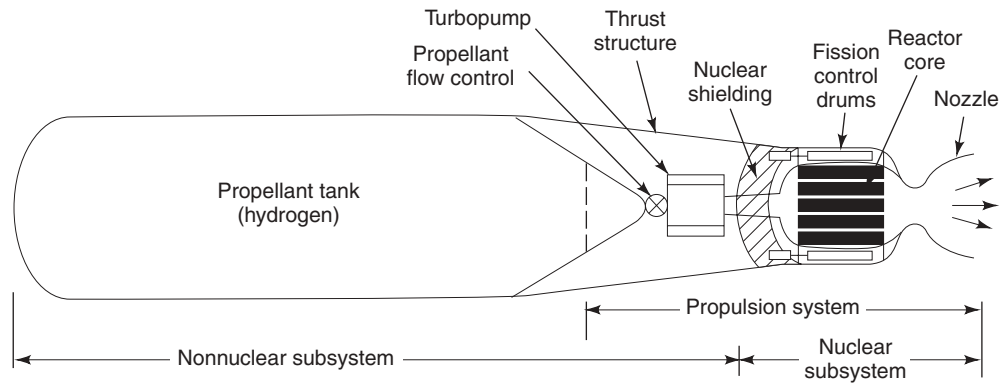 Turbopump
Propellant
flow control
Thrust
structure
Nuclear
shielding
Fission
control
drums
Reactor
core
Nozzle
Propellant tank
(hydrogen)
Propulsion system
Nonnuclear subsystem
Nuclear
subsystem